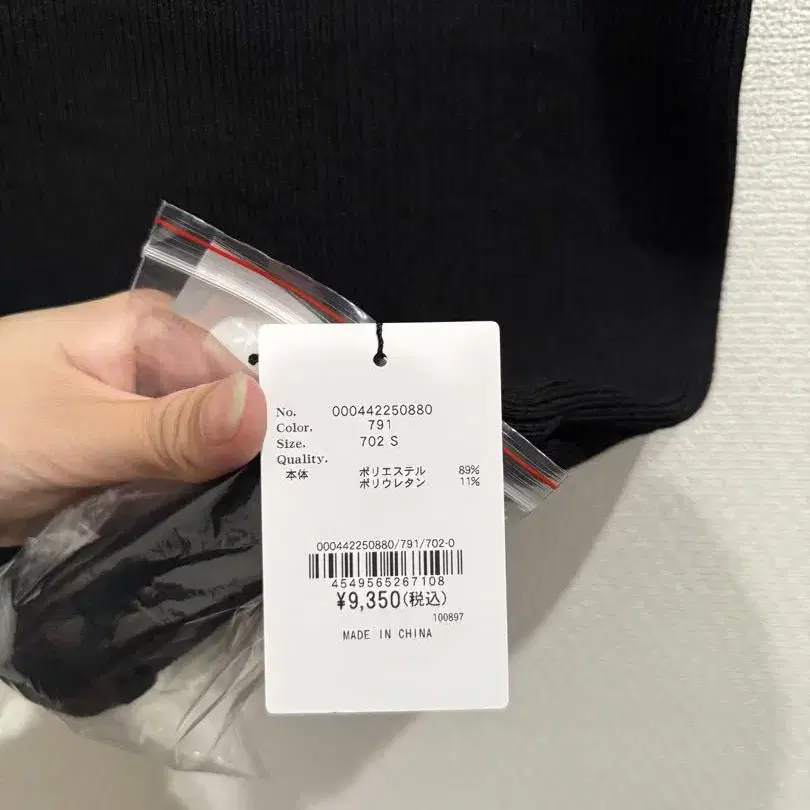 No. 000442250880
Color. 791
Size. 702 S
Quality.
本体 ポリエステル 89%
ポリウレタン 11%
000442250880/791/702-0
4549565267108
¥9,350(税込)
100897
MADE IN CHINA